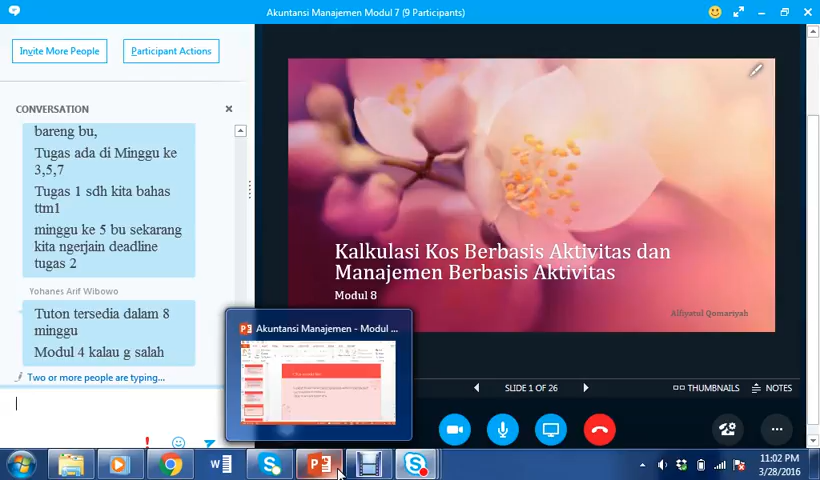 Akuntansi Manajemen Modul 7 (9 Participants)
Invite More People
Participant Actions
CONVERSATION
bareng bu,
Tugas ada di Minggu ke
3,5,7
Tugas 1 sdh kita bahas
ttm1
minggu ke 5 bu sekarang
kita ngerjain deadline
tugas 2
Yohanes Arif Wibowo
Tuton tersedia dalam 8
minggu
Modul 4 kalau g salah
Two or more people are typing...
Kalkulasi Kos Berbasis Aktivitas dan
Manajemen Berbasis Aktivitas
Modul 8
Alfiyatul Qomariyah
Akuntansi Manajemen - Modul ...
SLIDE 1 OF 26
THUMBNAILS
NOTES
11:02 PM
3/28/2016